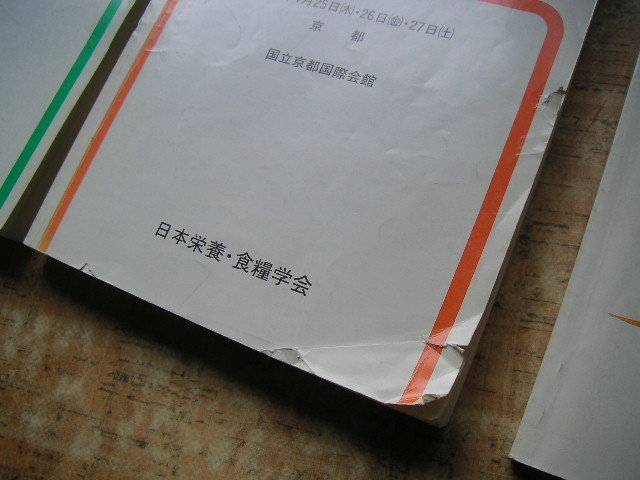 月25日(木)・26日(金)・27日(土)
京都
国立京都国際会館
日本栄養・食糧学会